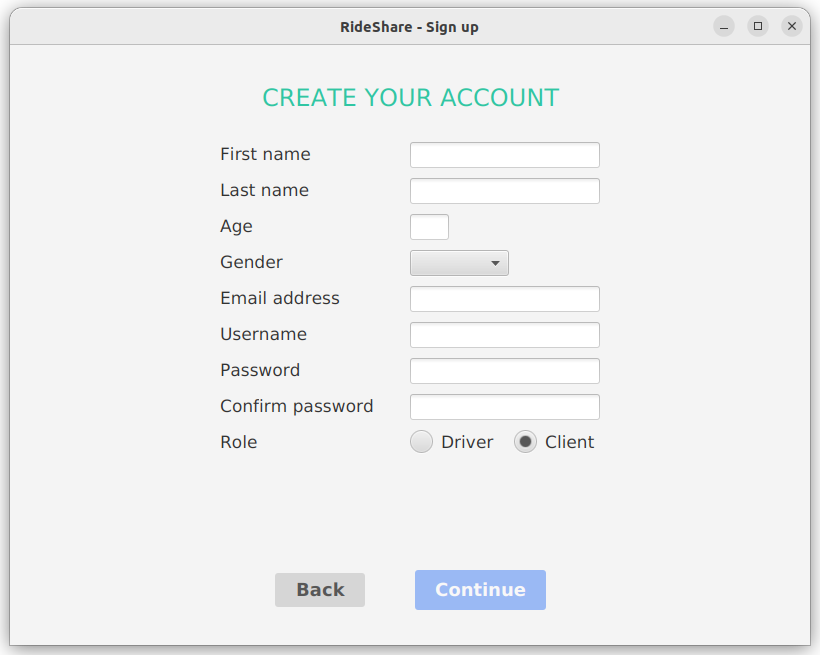 RideShare - Sign up
CREATE YOUR ACCOUNT
First name
Last name
Age
Gender
Email address
Username
Password
Confirm password
Role Driver Client
Back Continue